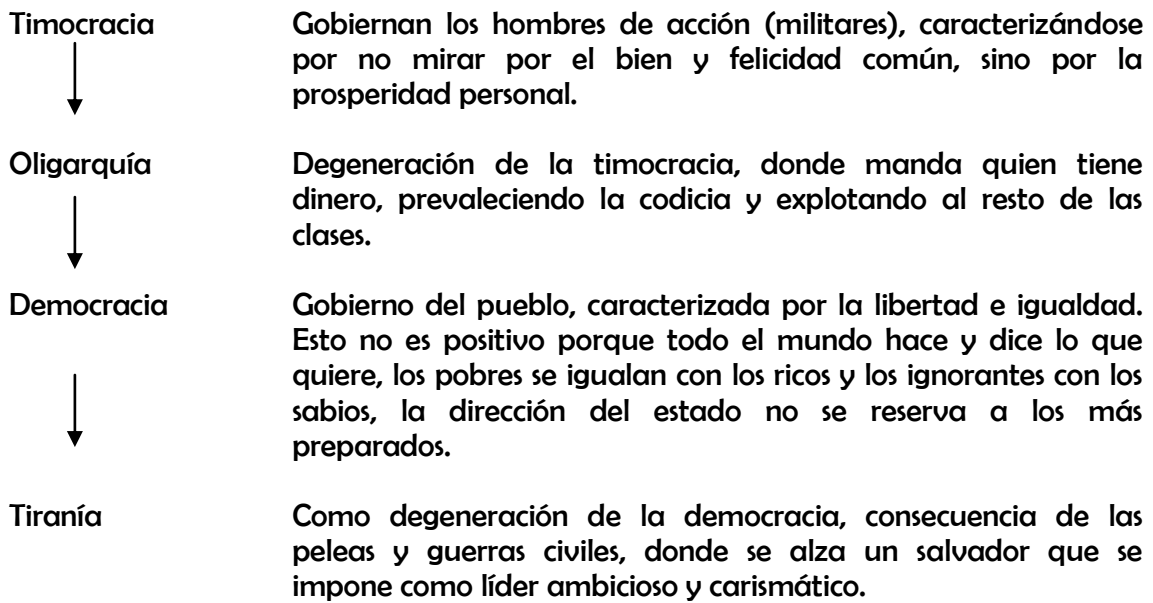 Timocracia Gobiernan los hombres de acción (militares), caracterizándose
por no mirar por el bien y felicidad común, sino por la
prosperidad personal.
Oligarquía Degeneración de la timocracia, donde manda quien tiene
dinero, prevaleciendo la codicia y explotando al resto de las
clases.
Democracia Gobierno del pueblo, caracterizada por la libertad e igualdad.
Esto no es positivo porque todo el mundo hace y dice lo que
quiere, los pobres se igualan con los ricos y los ignorantes con los
sabios, la dirección del estado no se reserva a los más
preparados.
Tiranía Como degeneración de la democracia, consecuencia de las
peleas y guerras civiles, donde se alza un salvador que se
impone como líder ambicioso y carismático.